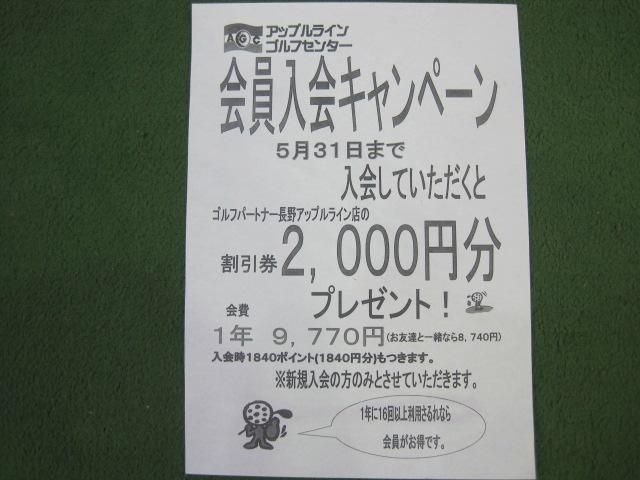 AGC アップルライン
ゴルフセンター
会員入会キャンペーン
5月31日まで
入会していただくと
ゴルフパートナー長野アップルライン店の
割引券2,000円分
プレゼント!
会費
1年 9,770円(お友達と一緒なら8,740円)
入会時1840ポイント(1840円分)もつきます。
※新規入会の方のみとさせていただきます。
1年に16回以上利用さるれなら
会員がお得です。